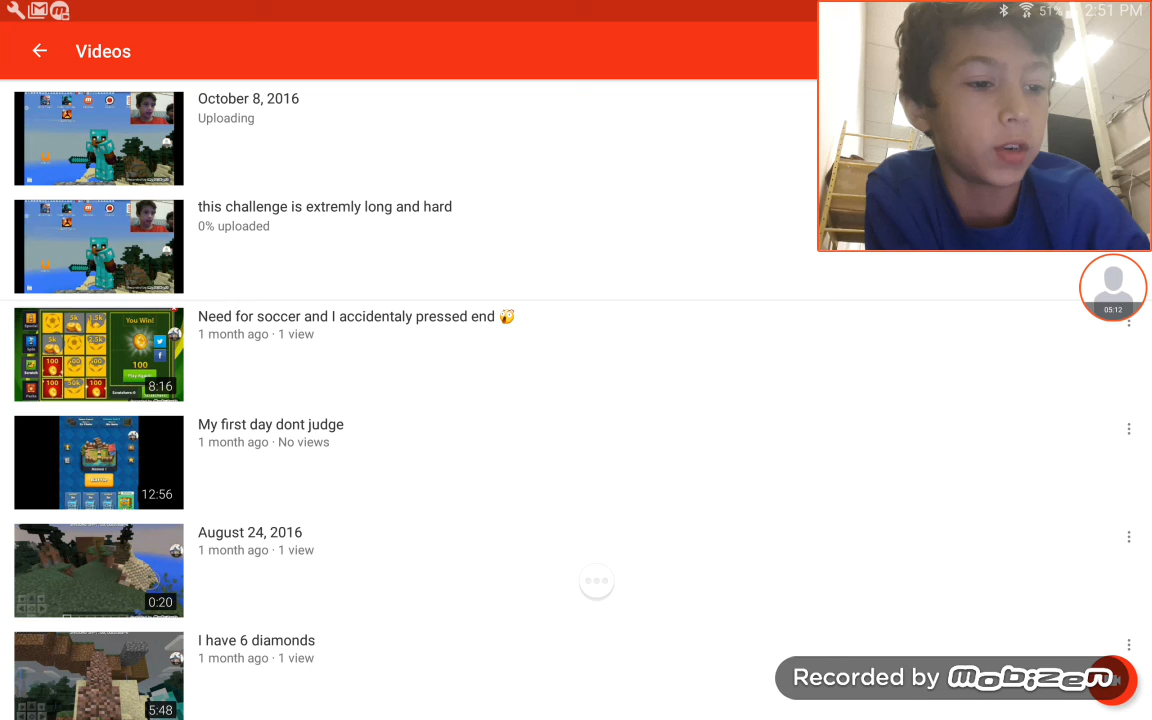 51% 2:51 PM
Videos
October 8, 2016
Uploading
this challenge is extremly long and hard
0% uploaded
05:12
Need for soccer and I accidentaly pressed end
1 month ago · 1 view
You Win!
100
8:16
My first day dont judge
1 month ago · No views
12:56
August 24, 2016
1 month ago · 1 view
0:20
I have 6 diamonds
1 month ago · 1 view
5:48
Recorded by mobizen